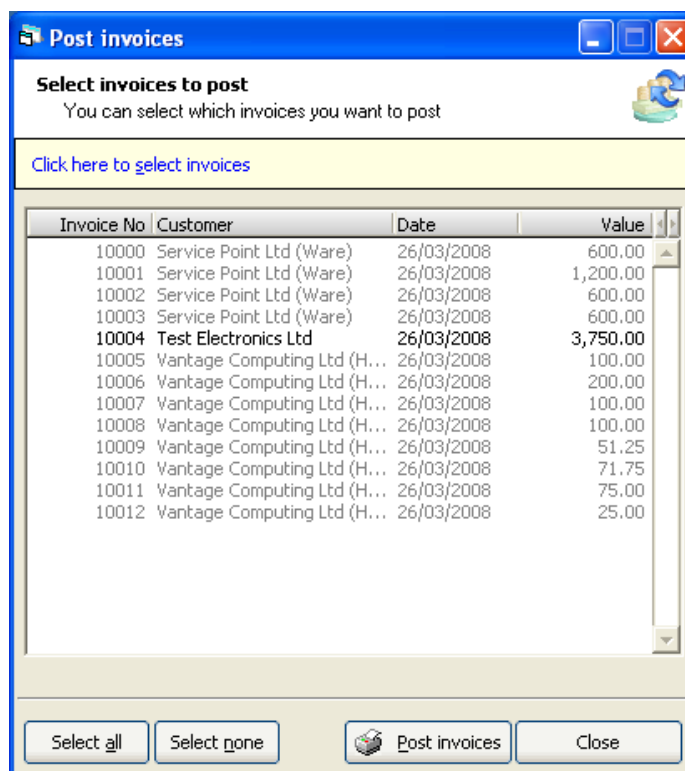 Post invoices
Select invoices to post
You can select which invoices you want to post
Click here to select invoices
Invoice No Customer Date Value
10000 Service Point Ltd (Ware) 26/03/2008 600.00
10001 Service Point Ltd (Ware) 26/03/2008 1,200.00
10002 Service Point Ltd (Ware) 26/03/2008 600.00
10003 Service Point Ltd (Ware) 26/03/2008 600.00
10004 Test Electronics Ltd 26/03/2008 3,750.00
10005 Vantage Computing Ltd (H... 26/03/2008 100.00
10006 Vantage Computing Ltd (H... 26/03/2008 200.00
10007 Vantage Computing Ltd (H... 26/03/2008 100.00
10008 Vantage Computing Ltd (H... 26/03/2008 100.00
10009 Vantage Computing Ltd (H... 26/03/2008 51.25
10010 Vantage Computing Ltd (H... 26/03/2008 71.75
10011 Vantage Computing Ltd (H... 26/03/2008 75.00
10012 Vantage Computing Ltd (H... 26/03/2008 25.00
Select all Select none Post invoices Close